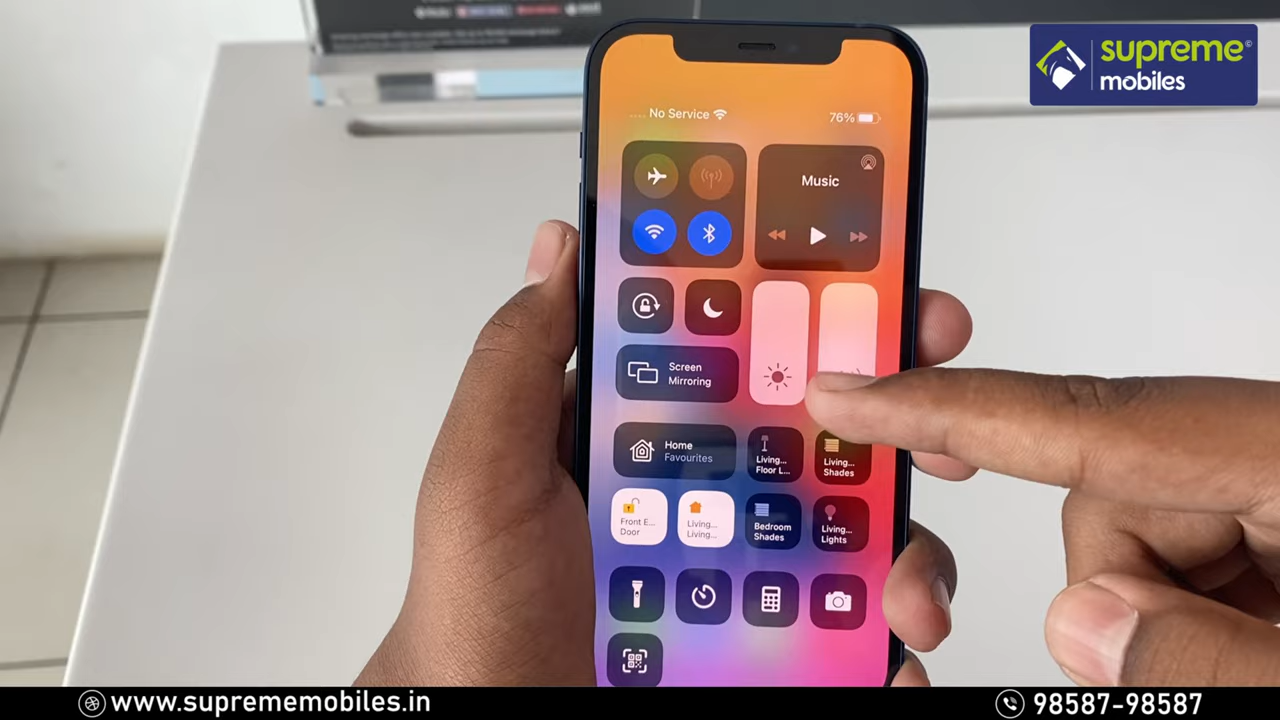 supreme
mobiles
No Service
76%
Music
Screen
Mirroring
Home
Favourites
Living...
Floor L...
Living...
Shades
Front E...
Door
Living...
Living...
Bedroom
Shades
Living...
Lights
www.suprememobiles.in
98587-98587